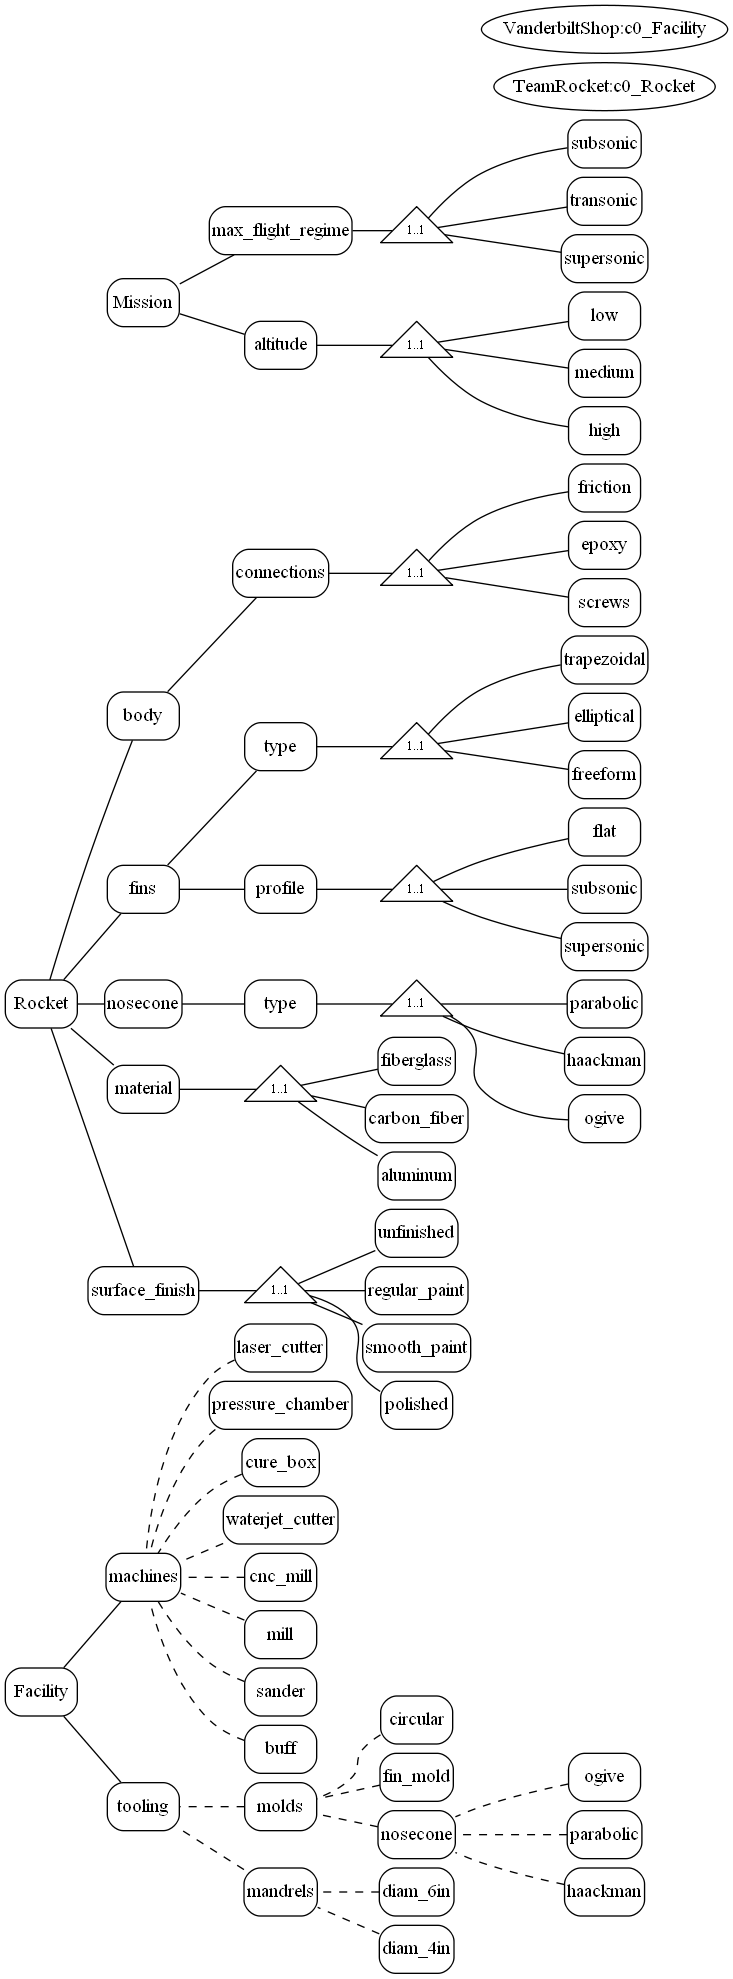 VanderbiltShop:c0_Facility
TeamRocket:c0_Rocket
subsonic
transonic
max_flight_regime
1..1
supersonic
Mission
low
altitude
1..1
medium
high
friction
epoxy
connections
1..1
screws
trapezoidal
body
elliptical
type
1..1
freeform
flat
fins
profile
1..1
subsonic
supersonic
Rocket
nosecone
type
1..1
parabolic
fiberglass
haackman
material
1..1
carbon_fiber
ogive
aluminum
unfinished
surface_finish
1..1
regular_paint
laser_cutter
smooth_paint
pressure_chamber
polished
cure_box
waterjet_cutter
machines
cnc_mill
mill
Facility
sander
circular
buff
fin_mold
ogive
tooling
molds
nosecone
parabolic
mandrels
diam_6in
haackman
diam_4in